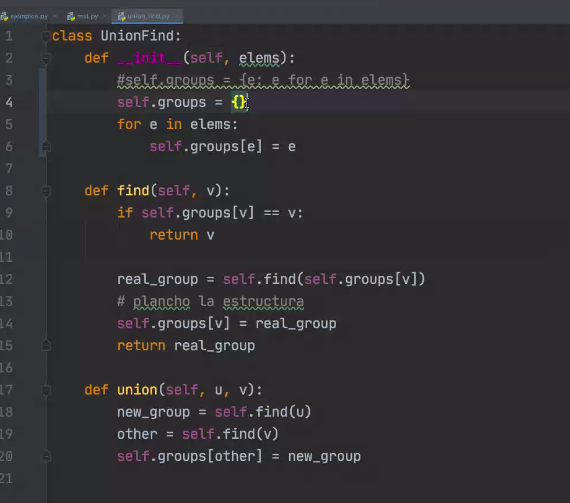 ejemplos.py mst.py union_find.py
1 class UnionFind:
2 def __init__(self, elems):
3 #self.groups = {e: e for e in elems}
4 self.groups = {}
5 for e in elems:
6 self.groups[e] = e
7
8 def find(self, v):
9 if self.groups[v] == v:
10 return v
11
12 real_group = self.find(self.groups[v])
13 # plancho la estructura
14 self.groups[v] = real_group
15 return real_group
16
17 def union(self, u, v):
18 new_group = self.find(u)
19 other = self.find(v)
20 self.groups[other] = new_group
21